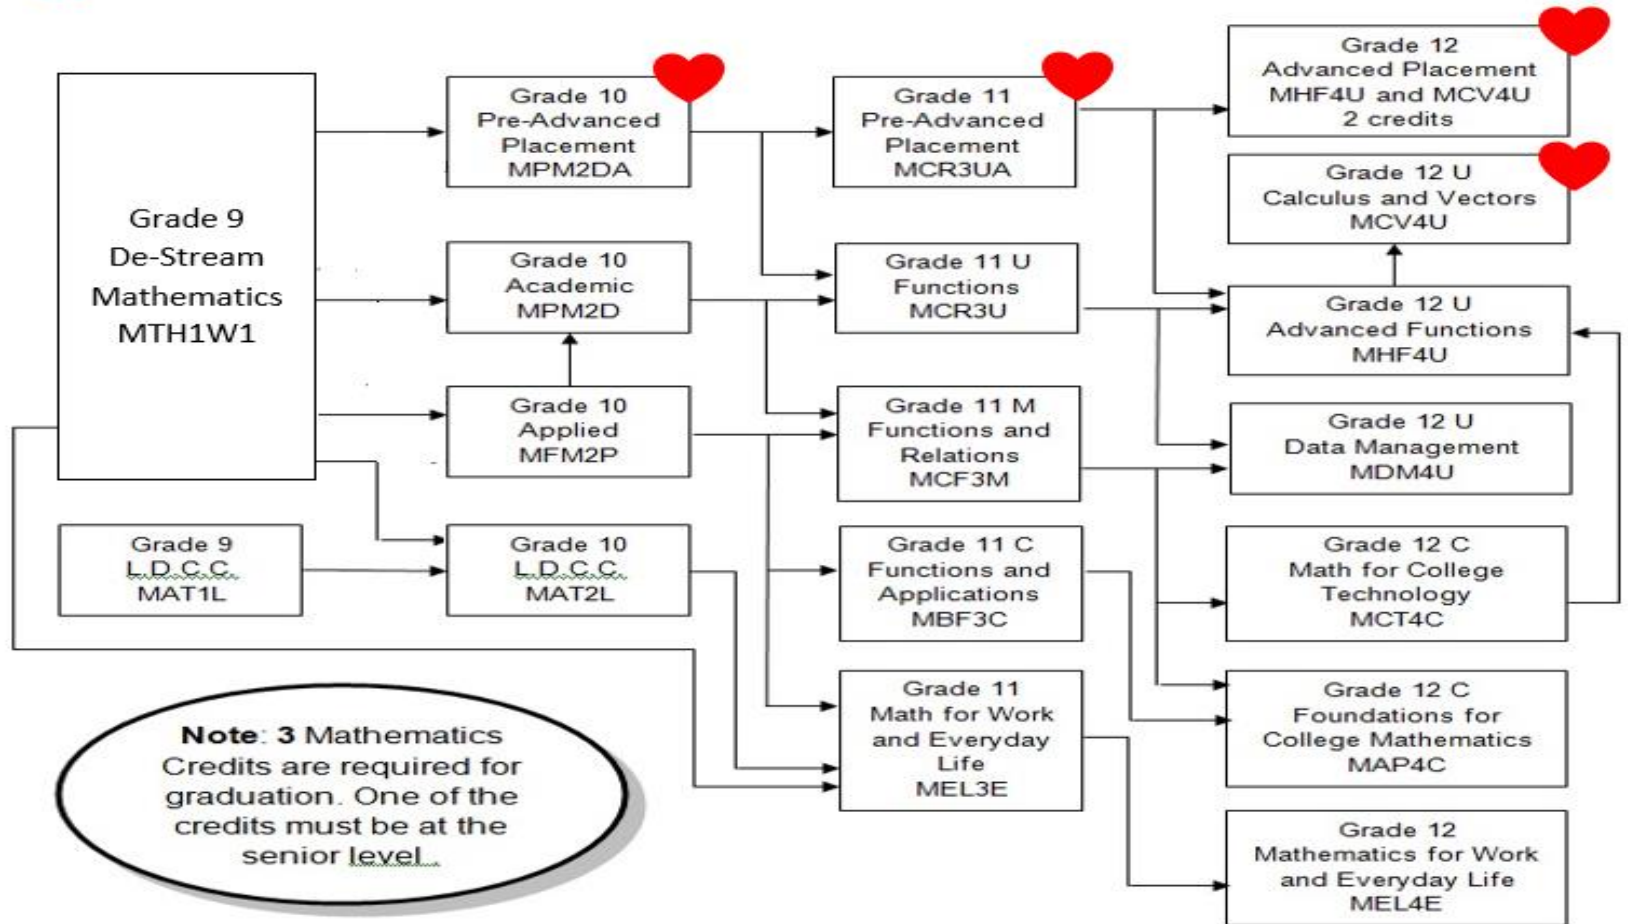 Grade 9
De-Stream
Mathematics
MTH1W1
Grade 9
L.D.C.C.
MAT1L
Grade 10
Pre-Advanced
Placement
MPM2DA
Grade 10
Academic
MPM2D
Grade 10
Applied
MFM2P
Grade 10
L.D.C.C.
MAT2L
Grade 11
Pre-Advanced
Placement
MCR3UA
Grade 11 U
Functions
MCR3U
Grade 11 M
Functions and
Relations
MCF3M
Grade 11 C
Functions and
Applications
MBF3C
Grade 11
Math for Work
and Everyday
Life
MEL3E
Grade 12
Advanced Placement
MHF4U and MCV4U
2 credits
Grade 12 U
Calculus and Vectors
MCV4U
Grade 12 U
Advanced Functions
MHF4U
Grade 12 U
Data Management
MDM4U
Grade 12 C
Math for College
Technology
MCT4C
Grade 12 C
Foundations for
College Mathematics
MAP4C
Grade 12
Mathematics for Work
and Everyday Life
MEL4E
Note: 3 Mathematics
Credits are required for
graduation. One of the
credits must be at the
senior level .